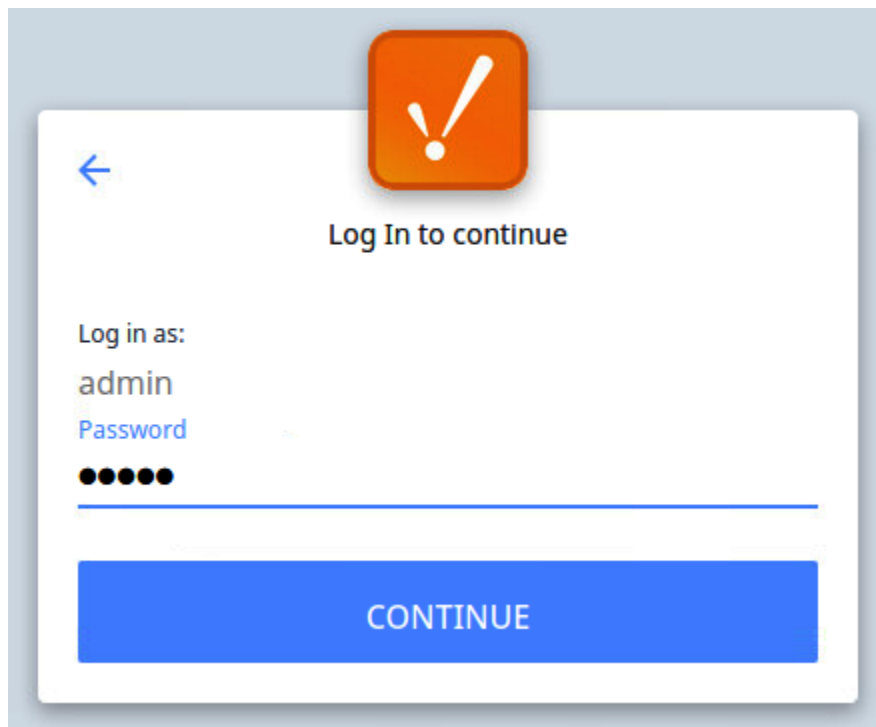 Log In to continue
Log in as:
admin
Password
●●●●●
CONTINUE